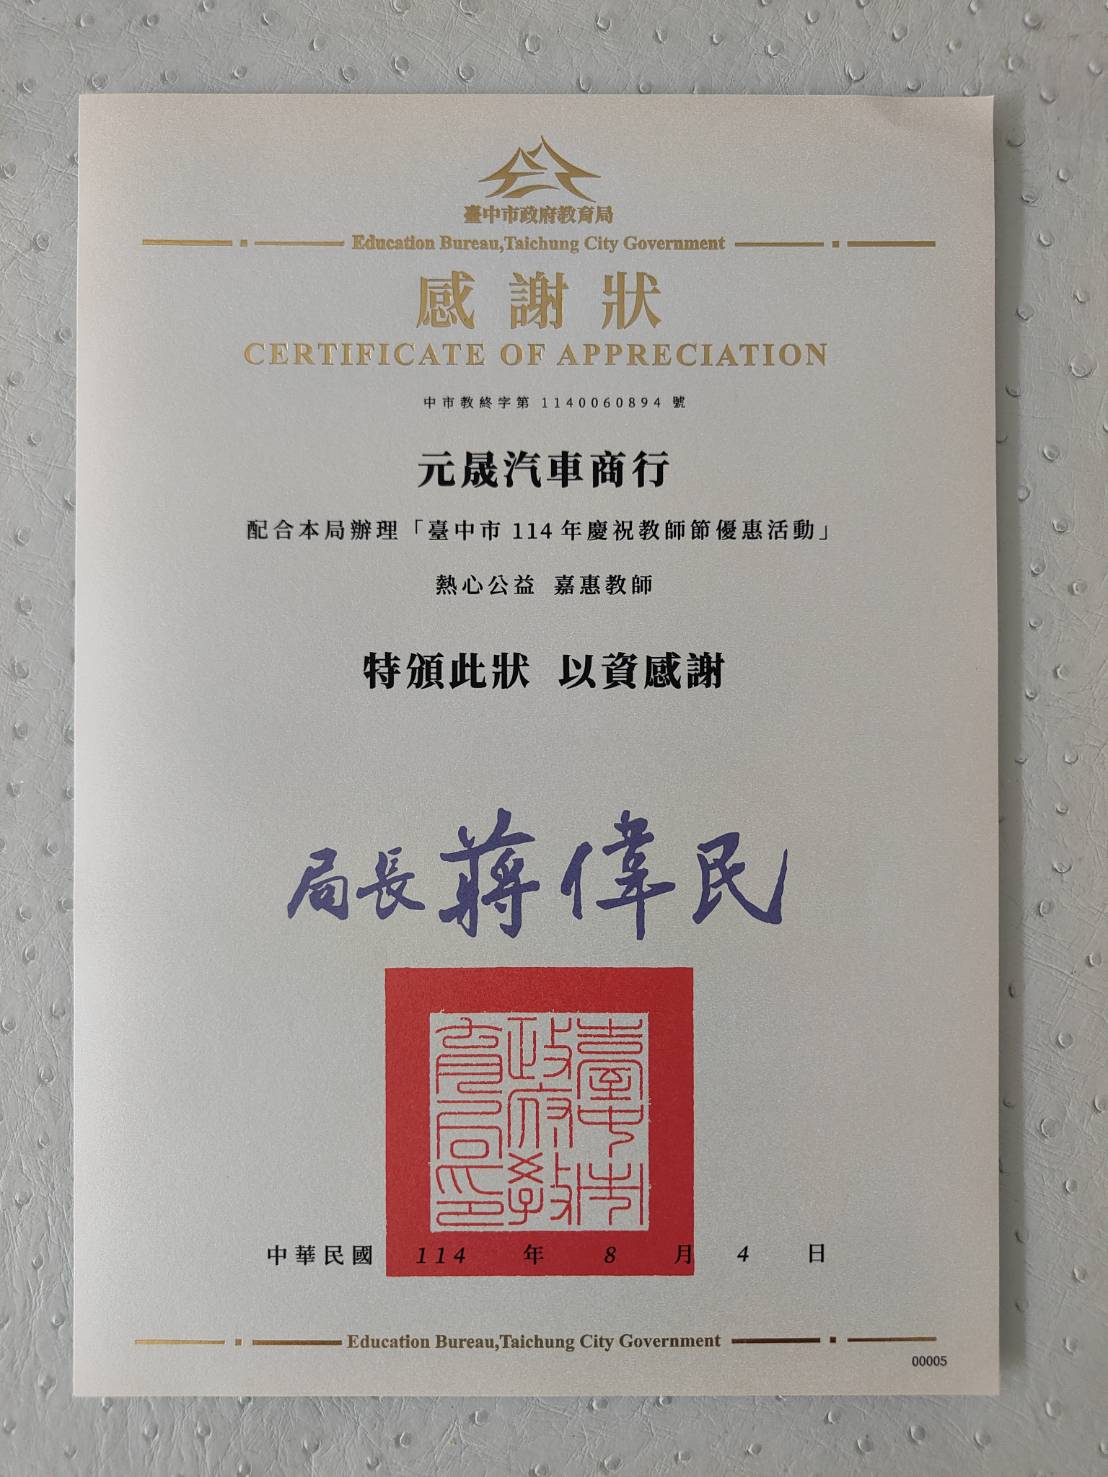 臺中市政府教育局
Education Bureau,Taichung City Government
感謝狀
CERTIFICATE OF APPRECIATION
中市教終字第 1140060894 號
元晟汽車商行
配合本局辦理「臺中市 114 年慶祝教師節優惠活動」
熱心公益 嘉惠教師
特頒此狀 以資感謝
局長 蔣偉民
臺中市政府教育局印
中華民國 114 年 8 月 4 日
Education Bureau,Taichung City Government
00005